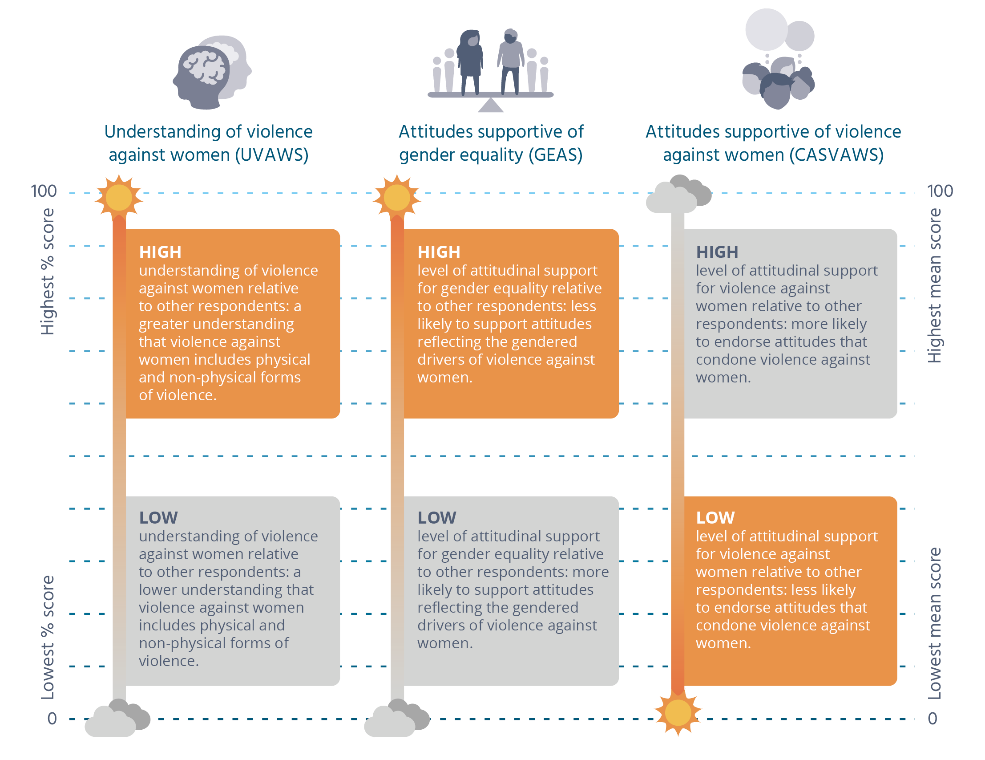 Understanding of violence
against women (UVAWS)
Attitudes supportive of
gender equality (GEAS)
Attitudes supportive of violence
against women (CASVAWS)
100
100
Highest % score
Highest mean score
HIGH
understanding of violence
against women relative
to other respondents: a
greater understanding
that violence against
women includes physical
and non-physical forms
of violence.
HIGH
level of attitudinal support
for gender equality relative
to other respondents: less
likely to support attitudes
reflecting the gendered
drivers of violence against
women.
HIGH
level of attitudinal support
for violence against
women relative to other
respondents: more likely
to endorse attitudes that
condone violence against
women.
Lowest % score
Lowest mean score
LOW
understanding of violence
against women relative
to other respondents: a
lower understanding that
violence against women
includes physical and
non-physical forms of
violence.
LOW
level of attitudinal support
for gender equality relative
to other respondents: more
likely to support attitudes
reflecting the gendered
drivers of violence against
women.
LOW
level of attitudinal support
for violence against
women relative to other
respondents: less likely
to endorse attitudes that
condone violence against
women.
0
0